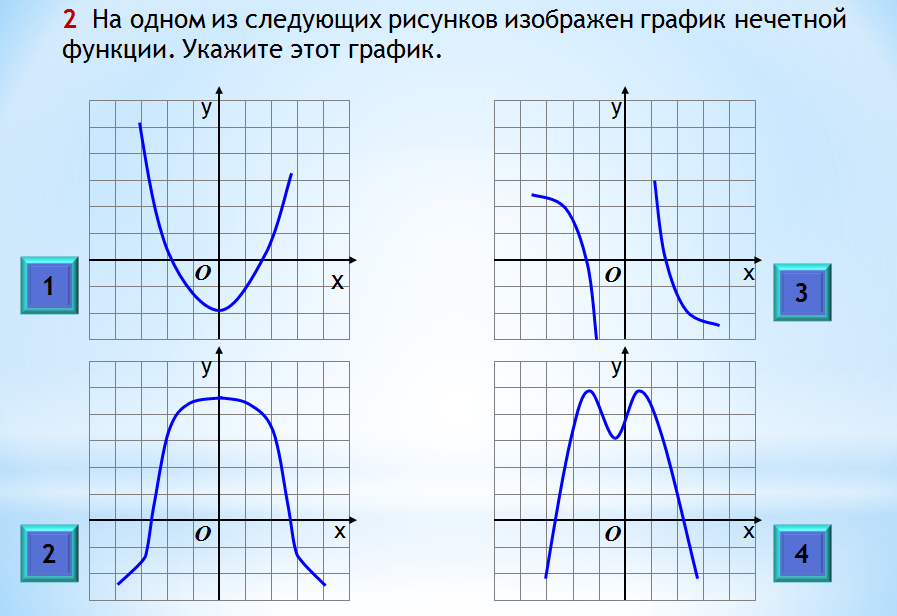 2 На одном из следующих рисунков изображен график нечетной
функции. Укажите этот график.
y
O
x
1
y
O
x
3
y
O
x
2
y
O
x
4